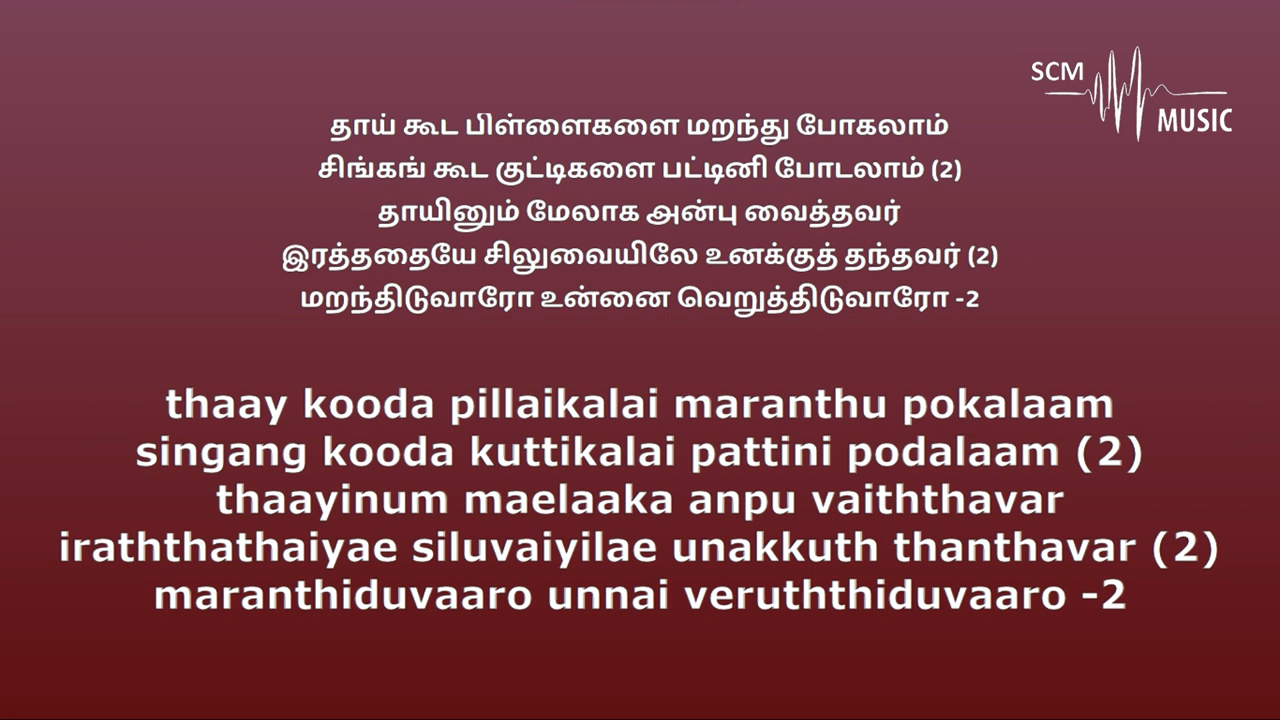 SCM
MUSIC
தாய் கூட பிள்ளைகளை மறந்து போகலாம்
சிங்கங் கூட குட்டிகளை பட்டினி போடலாம் (2)
தாயினும் மேலாக அன்பு வைத்தவர்
இரத்ததையே சிலுவையிலே உனக்குத் தந்தவர் (2)
மறந்திடுவாரோ உன்னை வெறுத்திடுவாரோ -2
thaay kooda pillaikalai maranthu pokalaam
singang kooda kuttikalai pattini podalaam (2)
thaayinum maelaaka anpu vaiththavar
iraththathaiyae siluvaiyilae unakkuth thanthavar (2)
maranthiduvaaro unnai veruththiduvaaro -2